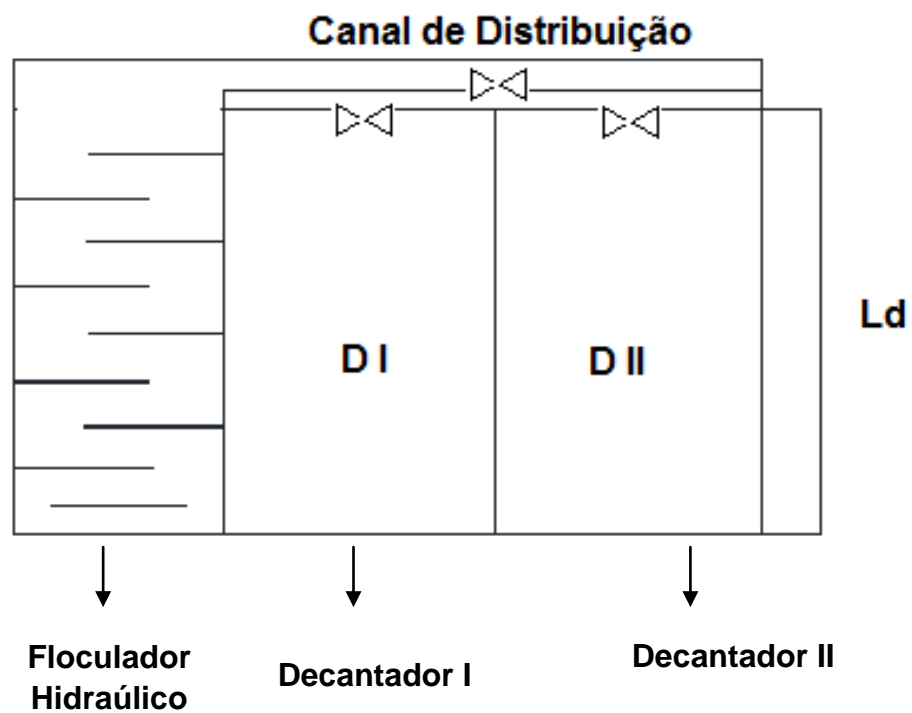 Canal de Distribuição
Ld
D I
D II
Floculador
Hidraúlico
Decantador I
Decantador II